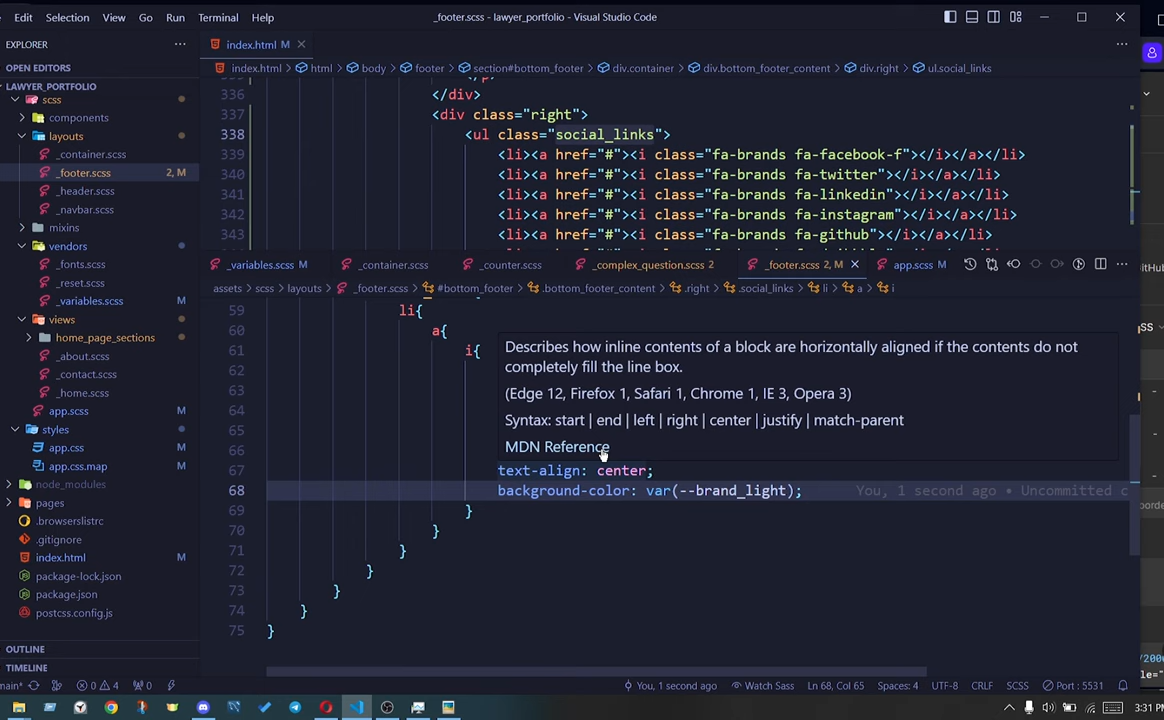 Edit Selection View Go Run Terminal Help
_footer.scss - lawyer_portfolio - Visual Studio Code
EXPLORER
OPEN EDITORS
LAWYER_PORTFOLIO
scss
components
layouts
_container.scss
_footer.scss 2, M
_header.scss
_navbar.scss
mixins
vendors
_fonts.scss
_reset.scss
_variables.scss M
views
home_page_sections
_about.scss
_contact.scss
_home.scss
app.scss M
styles
app.css M
app.css.map M
node_modules
pages
.browserslistrc
.gitignore
index.html M
package-lock.json
package.json
postcss.config.js
OUTLINE
TIMELINE
index.html M
index.html html body footer section#bottom_footer div.container div.bottom_footer_content div.right ul.social_links
336 </div>
337 <div class="right">
338 <ul class="social_links">
339 <li><a href="#"><i class="fa-brands fa-facebook-f"></i></a></li>
340 <li><a href="#"><i class="fa-brands fa-twitter"></i></a></li>
341 <li><a href="#"><i class="fa-brands fa-linkedin"></i></a></li>
342 <li><a href="#"><i class="fa-brands fa-instagram"></i></a></li>
343 <li><a href="#"><i class="fa-brands fa-github"></i></a></li>
_variables.scss M _container.scss _counter.scss _complex_question.scss 2 _footer.scss 2, M app.scss M
assets scss layouts _footer.scss #bottom_footer .bottom_footer_content .right .social_links li a i
59 li{
60 a{
61 i{
62
63
64
65
66
Describes how inline contents of a block are horizontally aligned if the contents do not
completely fill the line box.
(Edge 12, Firefox 1, Safari 1, Chrome 1, IE 3, Opera 3)
Syntax: start | end | left | right | center | justify | match-parent
MDN Reference
67 text-align: center;
68 background-color: var(--brand_light); You, 1 second ago • Uncommitted c
69 }
70 }
71 }
72 }
73 }
74 }
75 }
main* 0 4 0 You, 1 second ago Watch Sass Ln 68, Col 65 Spaces: 4 UTF-8 CRLF SCSS Port : 5531
3:31 PM